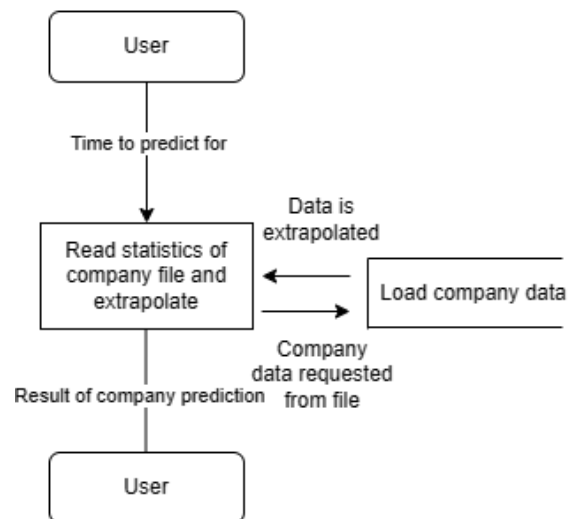 User
Time to predict for
Data is
extrapolated
Read statistics of
company file and
extrapolate
Load company data
Company
data requested
from file
Result of company prediction
User